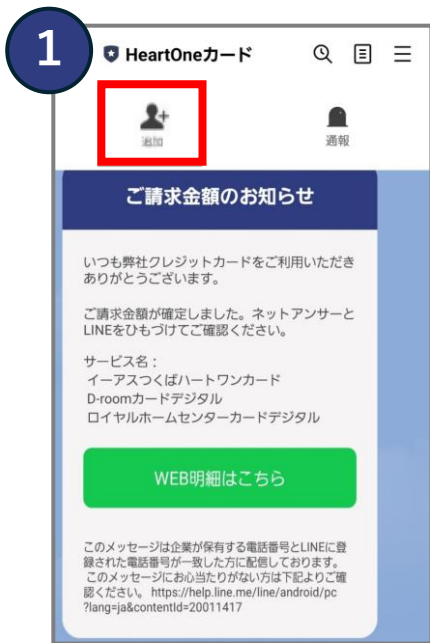 1
HeartOneカード
追加
通報
ご請求金額のお知らせ
いつも弊社クレジットカードをご利用いただき
ありがとうございます。
ご請求金額が確定しました。ネットアンサーと
LINEをひもづけてご確認ください。
サービス名：
イーアスつくばハートワンカード
D-roomカードデジタル
ロイヤルホームセンターカードデジタル
WEB明細はこちら
このメッセージは企業が保有する電話番号とLINEに登
録された電話番号が一致した方に配信しております。
このメッセージにお心当たりがない方は下記よりご確
認ください。https://help.line.me/line/android/pc
?lang=ja&contentId=20011417